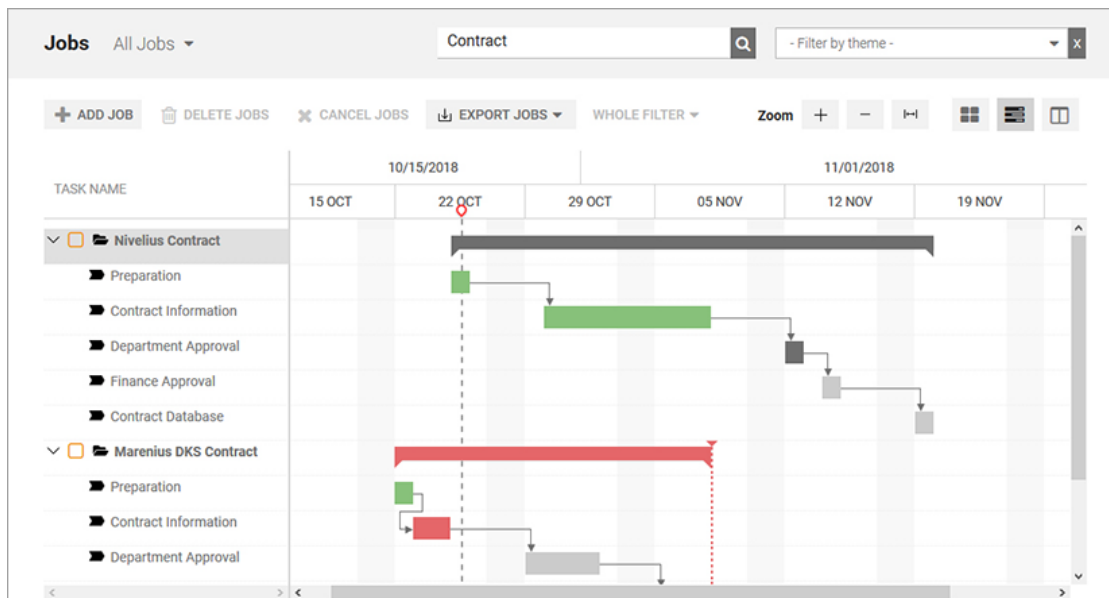 Jobs All Jobs Contract - Filter by theme - x
ADD JOB DELETE JOBS CANCEL JOBS EXPORT JOBS WHOLE FILTER Zoom
TASK NAME
10/15/2018 11/01/2018
15 OCT 22 OCT 29 OCT 05 NOV 12 NOV 19 NOV
Nivelius Contract
Preparation
Contract Information
Department Approval
Finance Approval
Contract Database
Marenius DKS Contract
Preparation
Contract Information
Department Approval